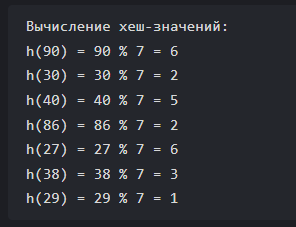 Вычисление хеш-значений:
h(90) = 90 % 7 = 6
h(30) = 30 % 7 = 2
h(40) = 40 % 7 = 5
h(86) = 86 % 7 = 2
h(27) = 27 % 7 = 6
h(38) = 38 % 7 = 3
h(29) = 29 % 7 = 1